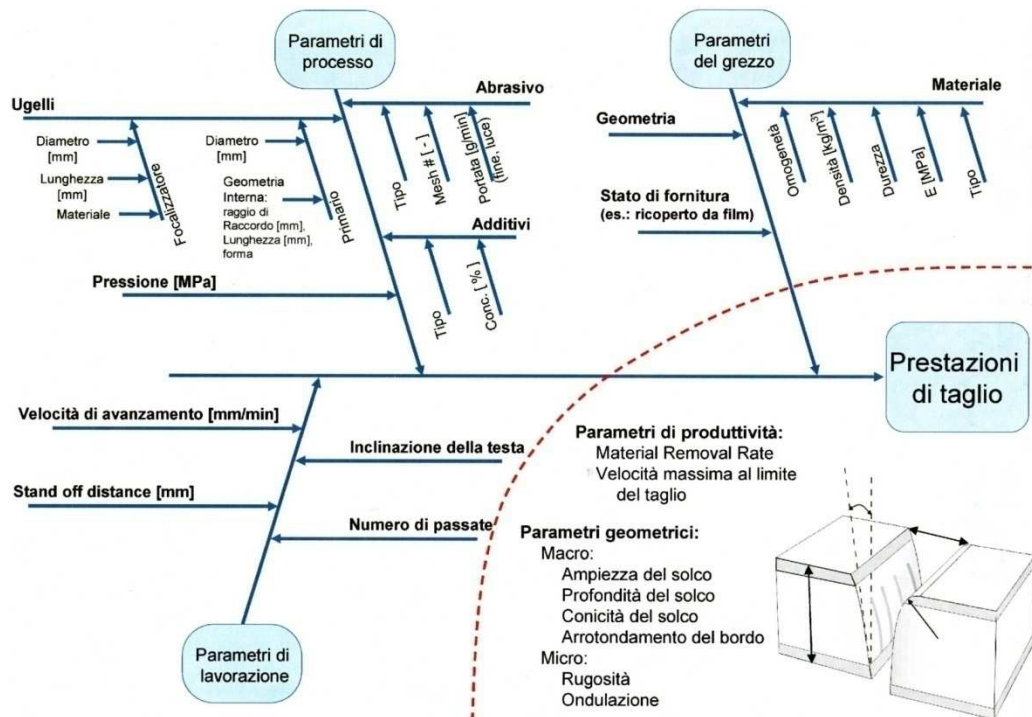 Parametri di
processo
Ugelli
Diametro
[mm]
Lunghezza
[mm]
Materiale
Focalizzatore
Diametro
[mm]
Geometria
Interna:
raggio di
Raccordo [mm],
Lunghezza [mm],
forma
Primario
Abrasivo
Tipo
Mesh # [ - ]
Portata [g/min]
(fine, luce)
Additivi
Tipo
Conc. [ % ]
Pressione [MPa]
Parametri
del grezzo
Materiale
Omogenetà
Densità [kg/m³]
Durezza
E [MPa]
Tipo
Geometria
Stato di fornitura
(es.: ricoperto da film)
Prestazioni
di taglio
Velocità di avanzamento [mm/min]
Inclinazione della testa
Stand off distance [mm]
Numero di passate
Parametri di
lavorazione
Parametri di produttività:
Material Removal Rate
Velocità massima al limite
del taglio
Parametri geometrici:
Macro:
Ampiezza del solco
Profondità del solco
Conicità del solco
Arrotondamento del bordo
Micro:
Rugosità
Ondulazione